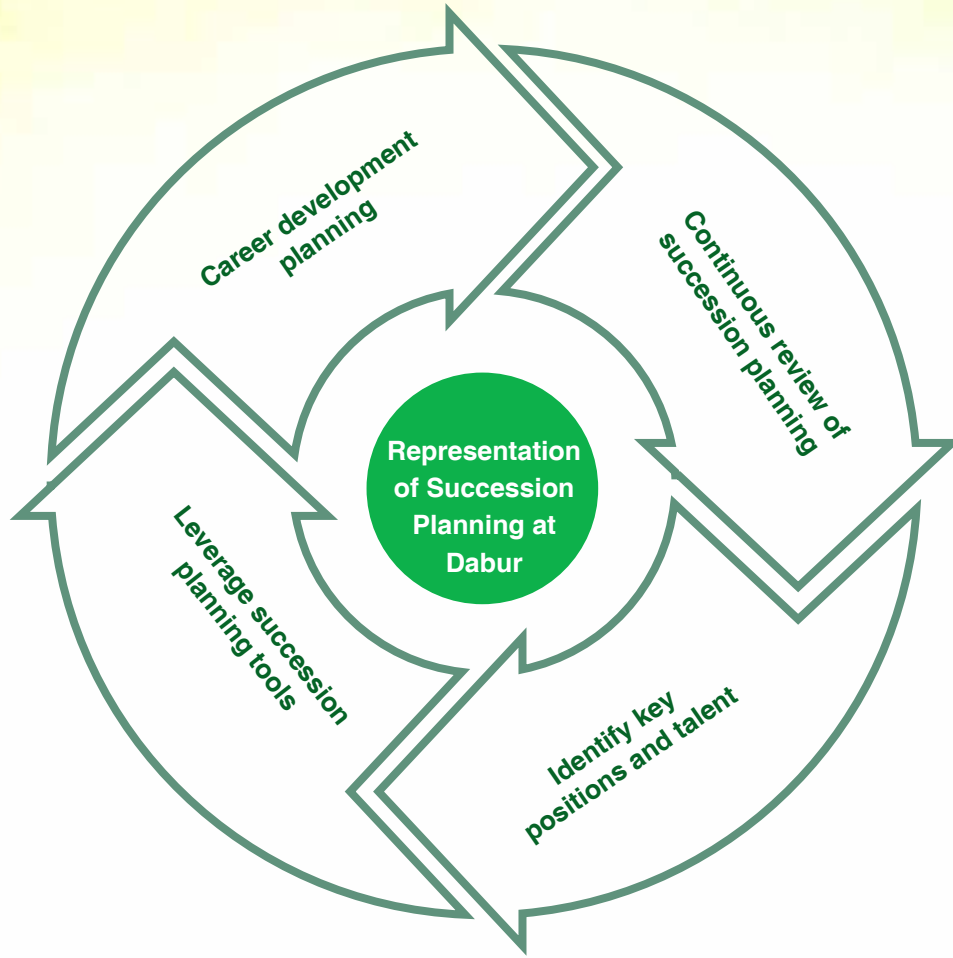 Career development
planning
Continuous review of
succession planning
Representation
of Succession
Planning at
Dabur
Leverage succession
planning tools
Identify key
positions and talent